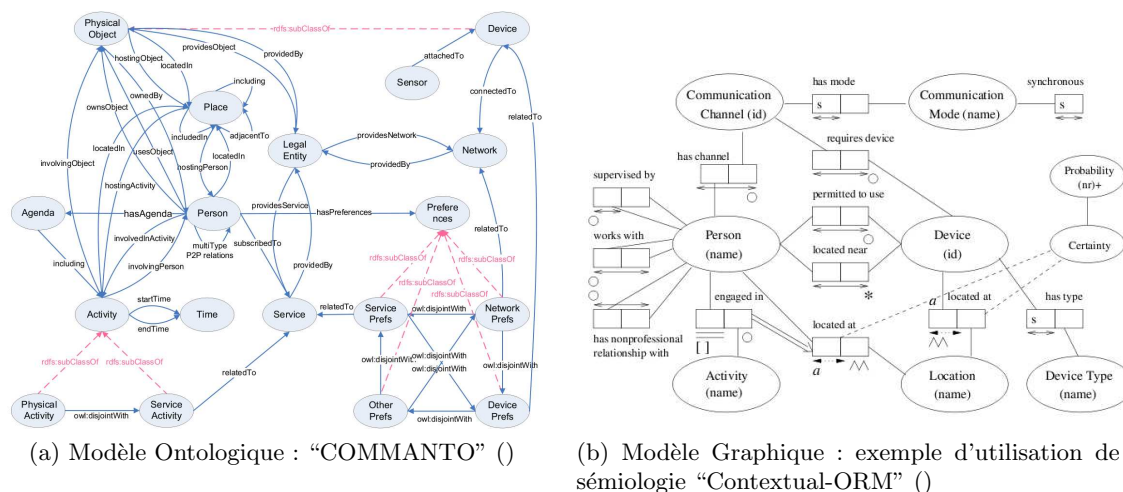 Physical
Object
rdfs:subClassOf
Device
hostingObject
locatedIn
providesObject
providedBy
attachedTo
Sensor
including
Place
connectedTo
relatedTo
ownsObject
ownedBy
includedIn
adjacentTo
locatedIn
usesObject
locatedIn
hostingPerson
involvingObject
hostingActivity
Legal
Entity
providesNetwork
providedBy
Network
Agenda
hasAgenda
Person
providesService
hasPreferences
Prefere
nces
relatedTo
including
involvedInActivity
involvingPerson
multiType
P2P relations
subscribedTo
providedBy
rdfs:subClassOf
rdfs:subClassOf
rdfs:subClassOf
rdfs:subClassOf
Activity
startTime
endTime
Time
Service
relatedTo
Service
Prefs
owl:disjointWith
Network
Prefs
rdfs:subClassOf
rdfs:subClassOf
owl:disjointWith
owl:disjointWith
owl:disjointWith
owl:disjointWith
relatedTo
Physical
Activity
owl:disjointWith
Service
Activity
Other
Prefs
owl:disjointWith
Device
Prefs
(a) Modèle Ontologique : “COMMANTO” ()
Communication
Channel (id)
has mode
s
Communication
Mode (name)
synchronous
s
has channel
requires device
Probability
(nr)+
supervised by
permitted to use
works with
Person
(name)
located near
Device
(id)
Certainty
*
engaged in
a
located at
has type
s
has nonprofessional
relationship with
[ ]
located at
a
Activity
(name)
Location
(name)
Device Type
(name)
(b) Modèle Graphique : exemple d’utilisation de
sémiologie “Contextual-ORM” ()